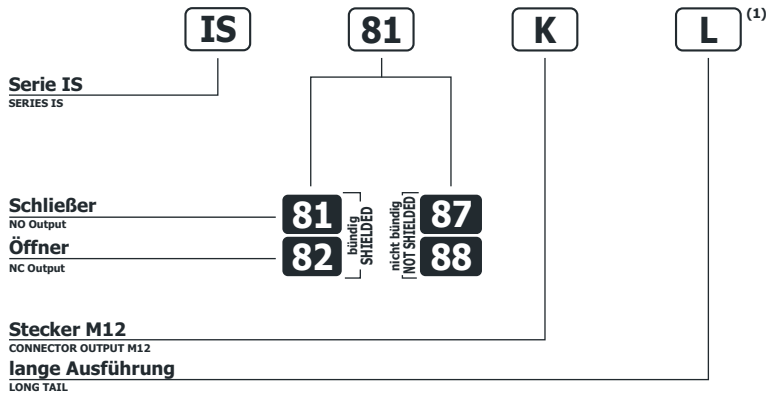 IS 81 K L (1)
Serie IS
SERIES IS
Schließer
NO Output
81
bündig
SHIELDED
nicht bündig
NOT SHIELDED
87
Öffner
NC Output
82
88
Stecker M12
CONNECTOR OUTPUT M12
lange Ausführung
LONG TAIL